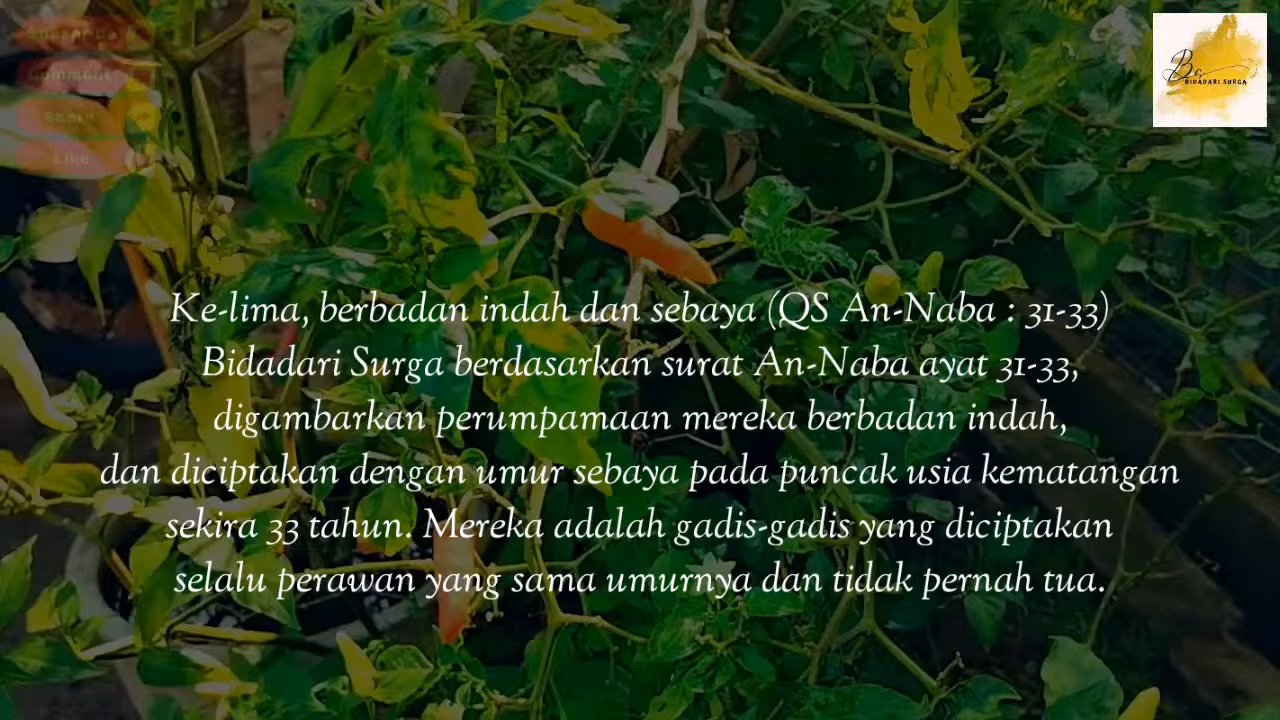 Subscribe
Comment
Share
Like
Bs
BIDADARI SURGA
Ke-lima, berbadan indah dan sebaya (QS An-Naba : 31-33)
Bidadari Surga berdasarkan surat An-Naba ayat 31-33,
digambarkan perumpamaan mereka berbadan indah,
dan diciptakan dengan umur sebaya pada puncak usia kematangan
sekira 33 tahun. Mereka adalah gadis-gadis yang diciptakan
selalu perawan yang sama umurnya dan tidak pernah tua.